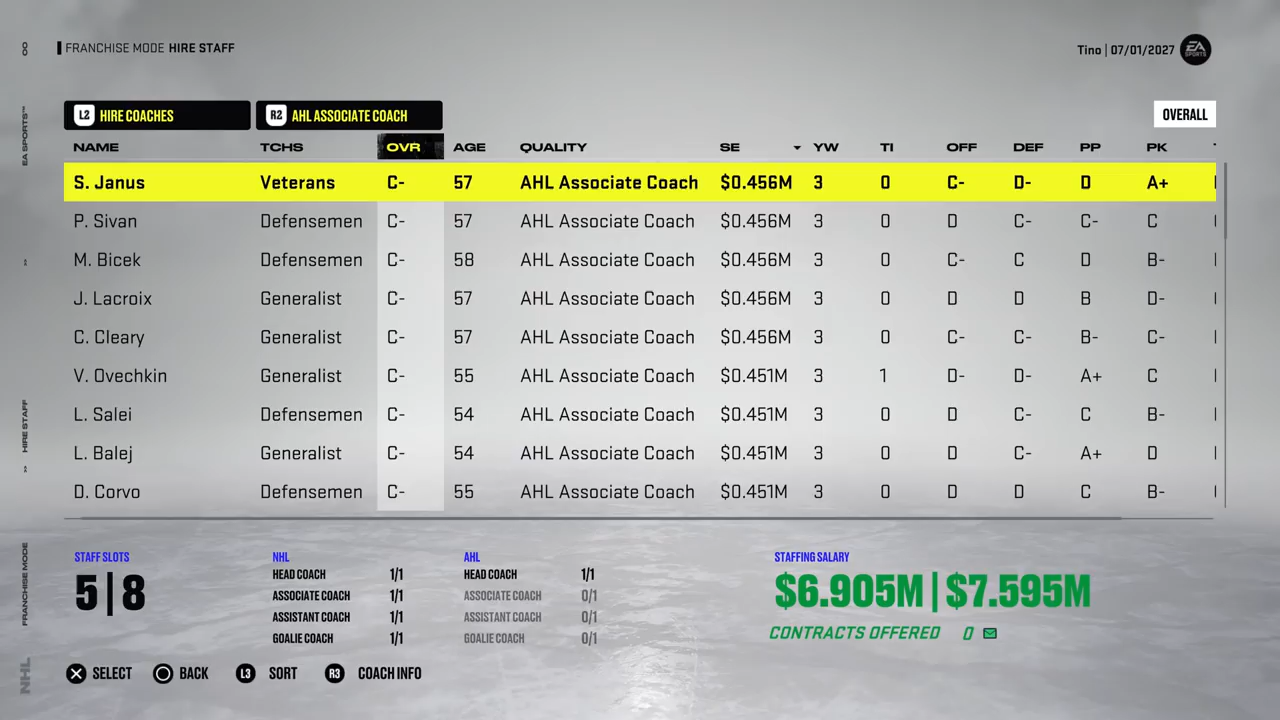 FRANCHISE MODE HIRE STAFF
Tino | 07/01/2027
EA SPORTS
EA SPORTS™
L2 HIRE COACHES
R2 AHL ASSOCIATE COACH
OVERALL
NAME TCHS OVR AGE QUALITY SE YW TI OFF DEF PP PK
S. Janus Veterans C- 57 AHL Associate Coach $0.456M 3 0 C- D- D A+
P. Sivan Defensemen C- 57 AHL Associate Coach $0.456M 3 0 D C- C- C
M. Bicek Defensemen C- 58 AHL Associate Coach $0.456M 3 0 C- C D B-
J. Lacroix Generalist C- 57 AHL Associate Coach $0.456M 3 0 D D B D-
C. Cleary Generalist C- 57 AHL Associate Coach $0.456M 3 0 C- C- B- C-
V. Ovechkin Generalist C- 55 AHL Associate Coach $0.451M 3 1 D- D- A+ C
L. Salei Defensemen C- 54 AHL Associate Coach $0.451M 3 0 D C- C B-
L. Balej Generalist C- 54 AHL Associate Coach $0.451M 3 0 D C- A+ D
D. Corvo Defensemen C- 55 AHL Associate Coach $0.451M 3 0 D D C B-
HIRE STAFF
FRANCHISE MODE
NHL
STAFF SLOTS
5|8
NHL
HEAD COACH 1/1
ASSOCIATE COACH 1/1
ASSISTANT COACH 1/1
GOALIE COACH 1/1
AHL
HEAD COACH 1/1
ASSOCIATE COACH 0/1
ASSISTANT COACH 0/1
GOALIE COACH 0/1
STAFFING SALARY
$6.905M|$7.595M
CONTRACTS OFFERED 0
SELECT BACK L3 SORT R3 COACH INFO